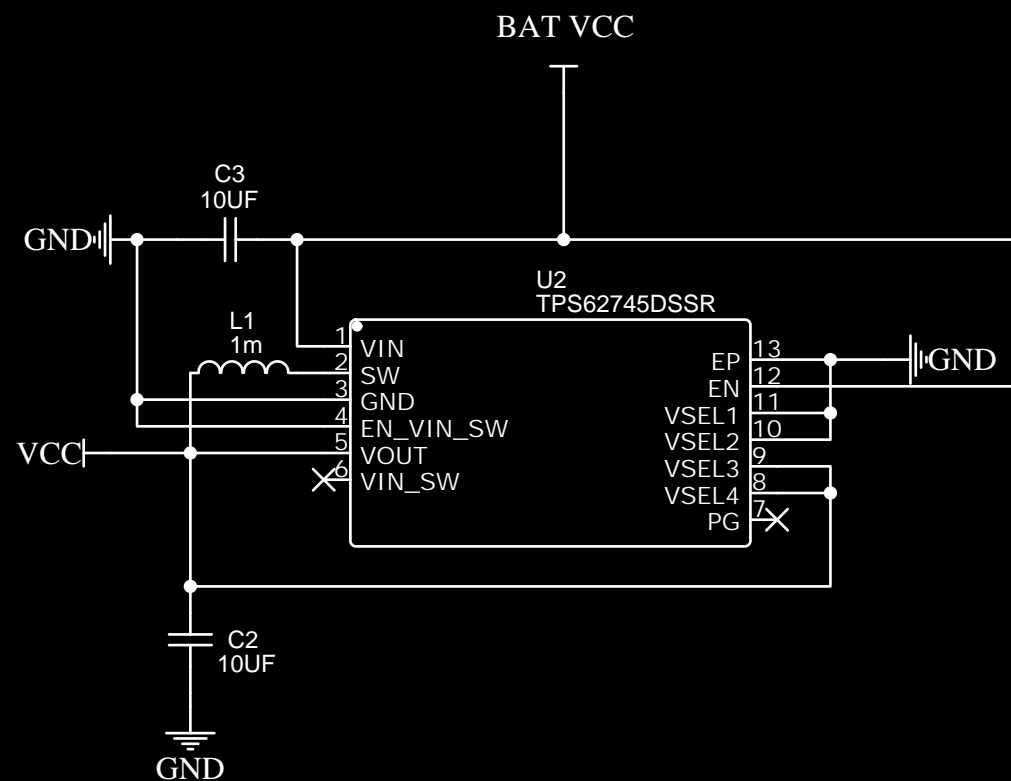 BAT VCC
C3
10UF
GND
U2
TPS62745DSSR
L1
1m
1
VIN
2
SW
3
GND
4
EN_VIN_SW
5
VOUT
6
VIN_SW
EP
13
EN
12
VSEL1
11
VSEL2
10
VSEL3
9
VSEL4
8
PG
7
GND
VCC
C2
10UF
GND